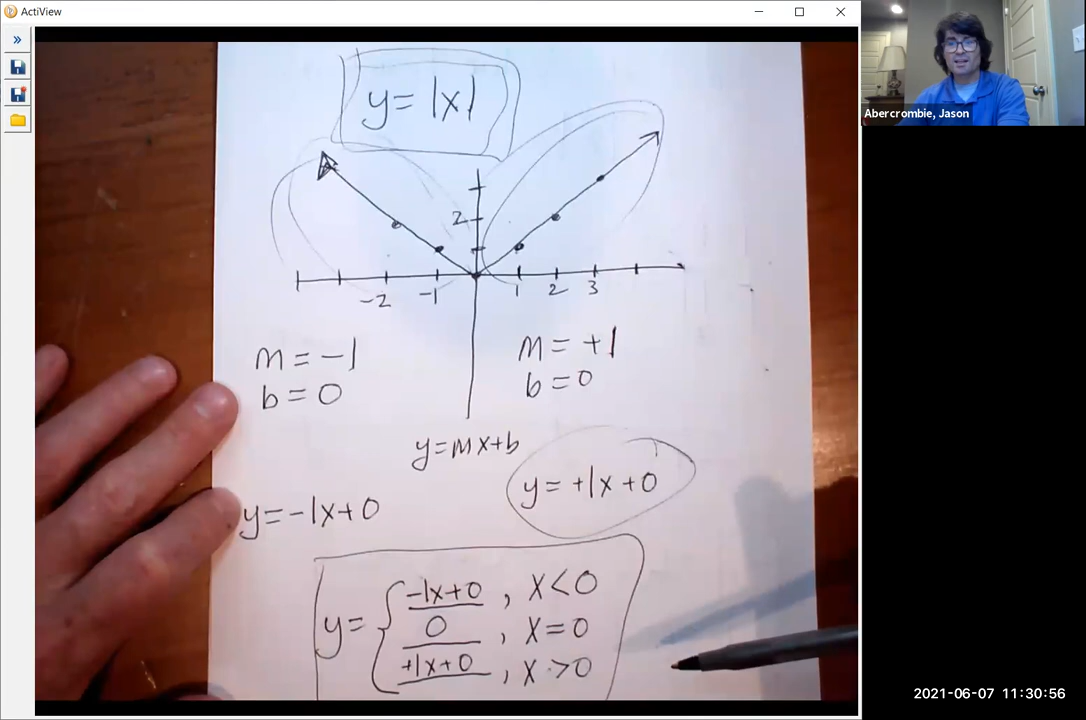 ActiView
y = |x|
2
-2 -1 1 2 3
m = -1
b = 0
m = +1
b = 0
y=mx+b
y = -1x+0
y = +1x+0
y = { -1x+0 , x<0
0 , x=0
+1x+0 , x>0
Abercrombie, Jason
2021-06-07 11:30:56